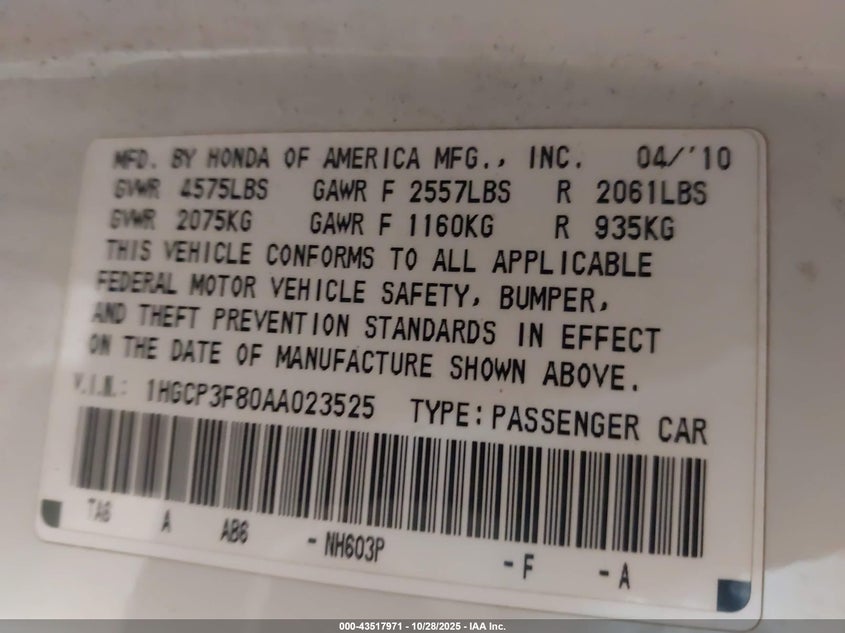 MFD. BY HONDA OF AMERICA MFG., INC. 04/'10
GVWR 4575LBS GAWR F 2557LBS R 2061LBS
GVWR 2075KG GAWR F 1160KG R 935KG
THIS VEHICLE CONFORMS TO ALL APPLICABLE
FEDERAL MOTOR VEHICLE SAFETY, BUMPER,
AND THEFT PREVENTION STANDARDS IN EFFECT
ON THE DATE OF MANUFACTURE SHOWN ABOVE.
V.I.N.: 1HGCP3F80AA023525 TYPE: PASSENGER CAR
TA6 A AB6 - NH603P - F - A
000-43517971 - 10/28/2025 - IAA Inc.